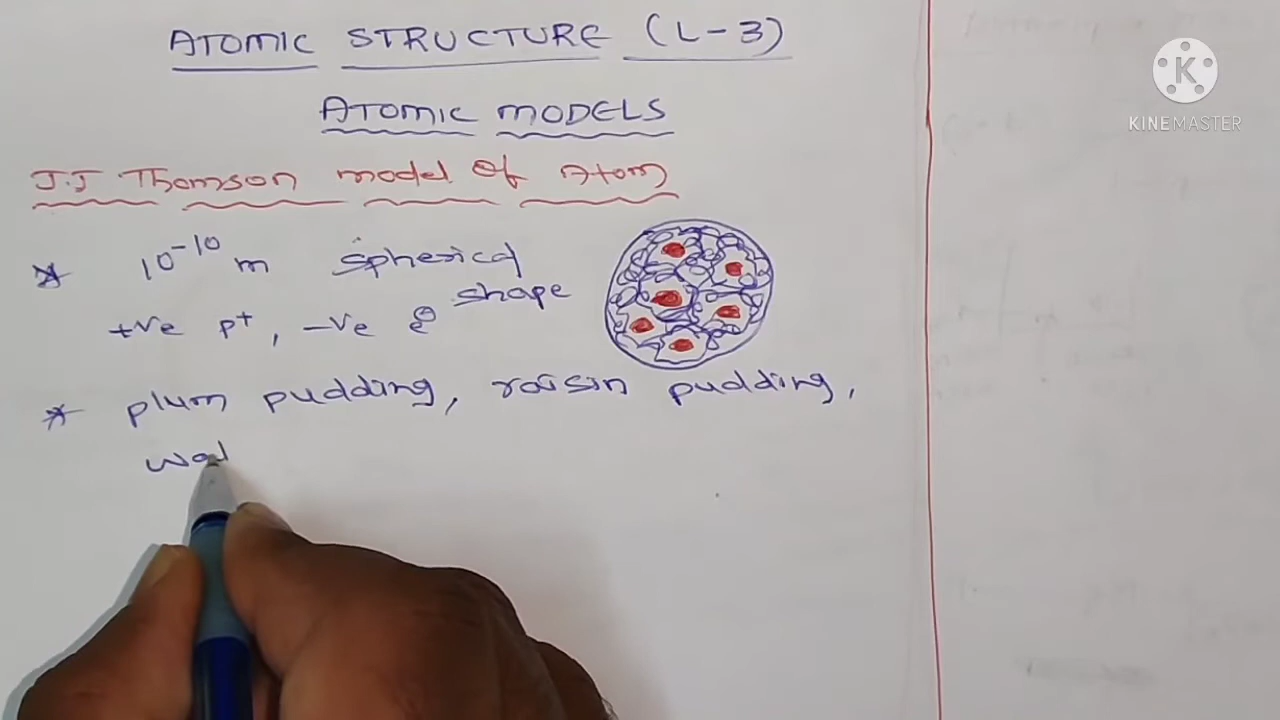 ATOMIC STRUCTURE (L-3)
ATOMIC MODELS
J.J Thomson model of Atom
* 10⁻¹⁰ m spherical shape
+ve p⁺, -ve e⊖
* plum pudding, raisin pudding,
KINEMASTER